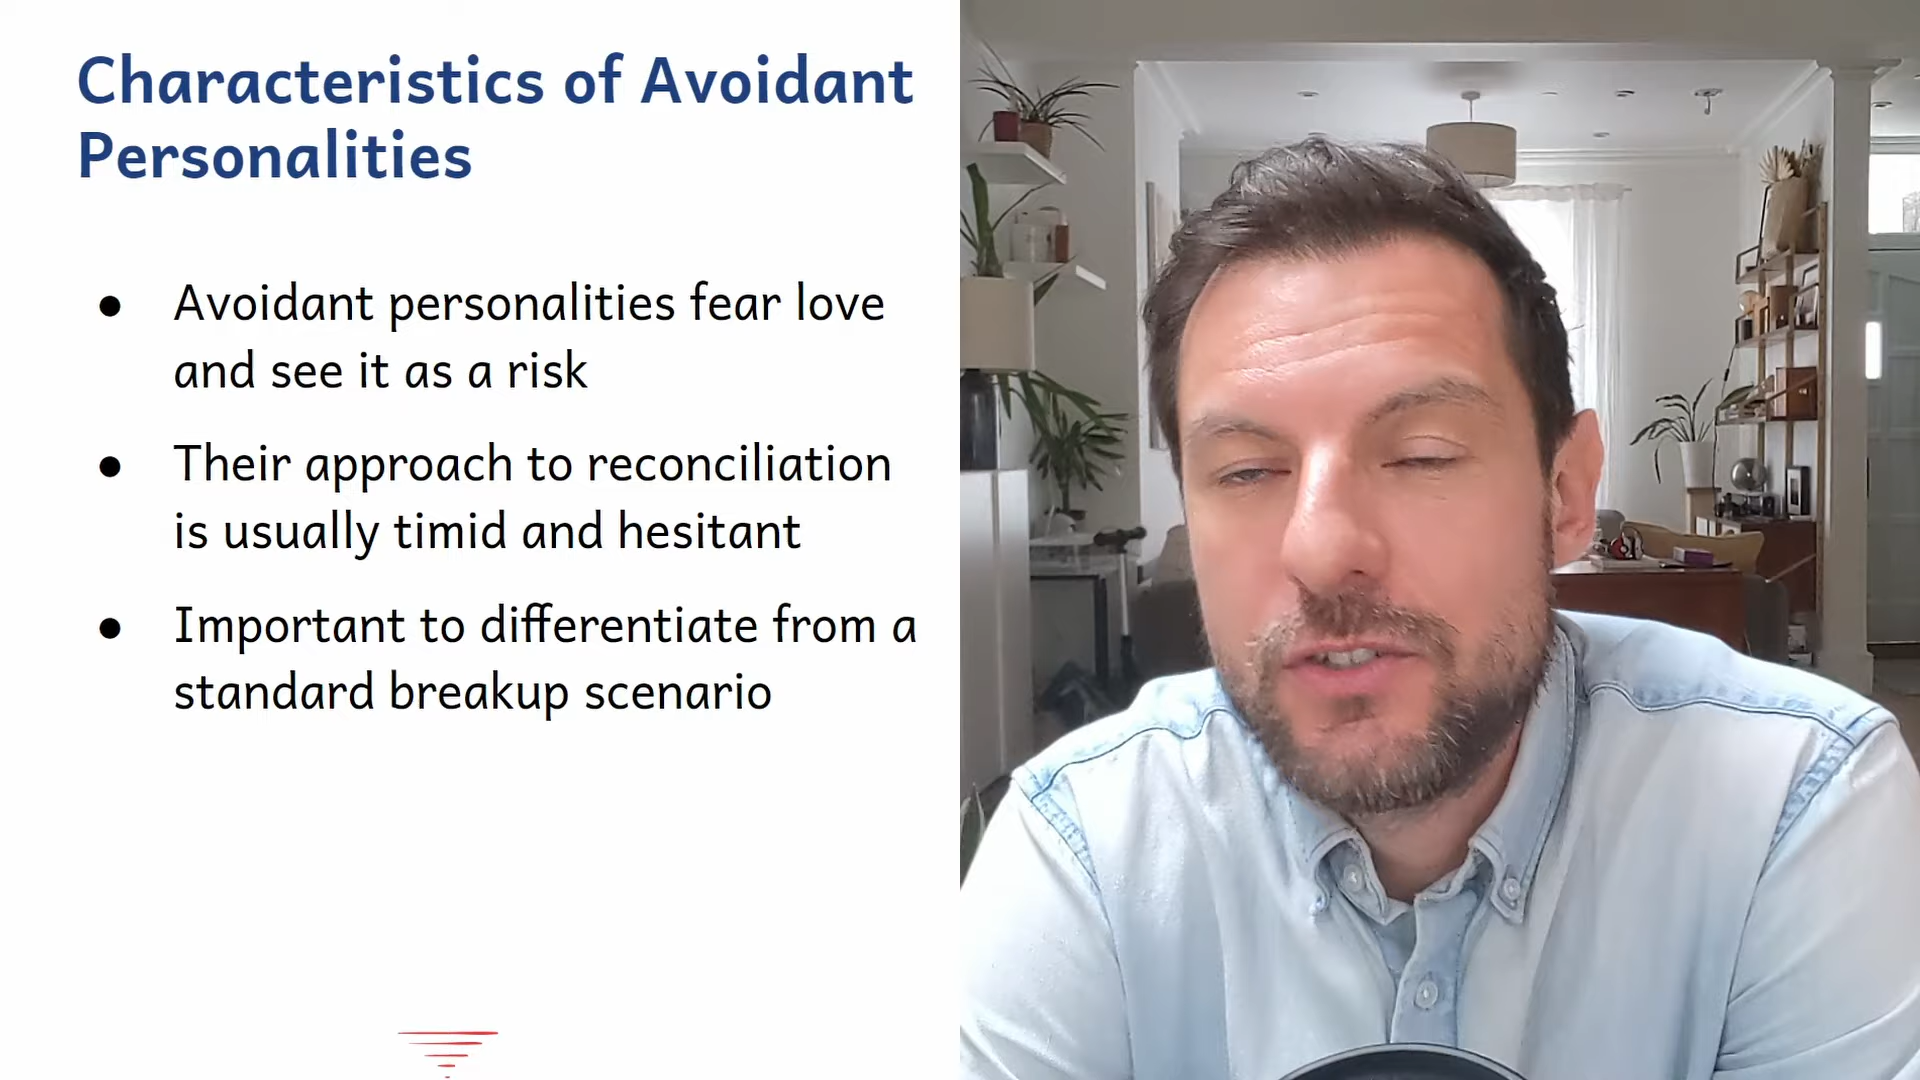 Characteristics of Avoidant
Personalities
● Avoidant personalities fear love
and see it as a risk
● Their approach to reconciliation
is usually timid and hesitant
● Important to differentiate from a
standard breakup scenario